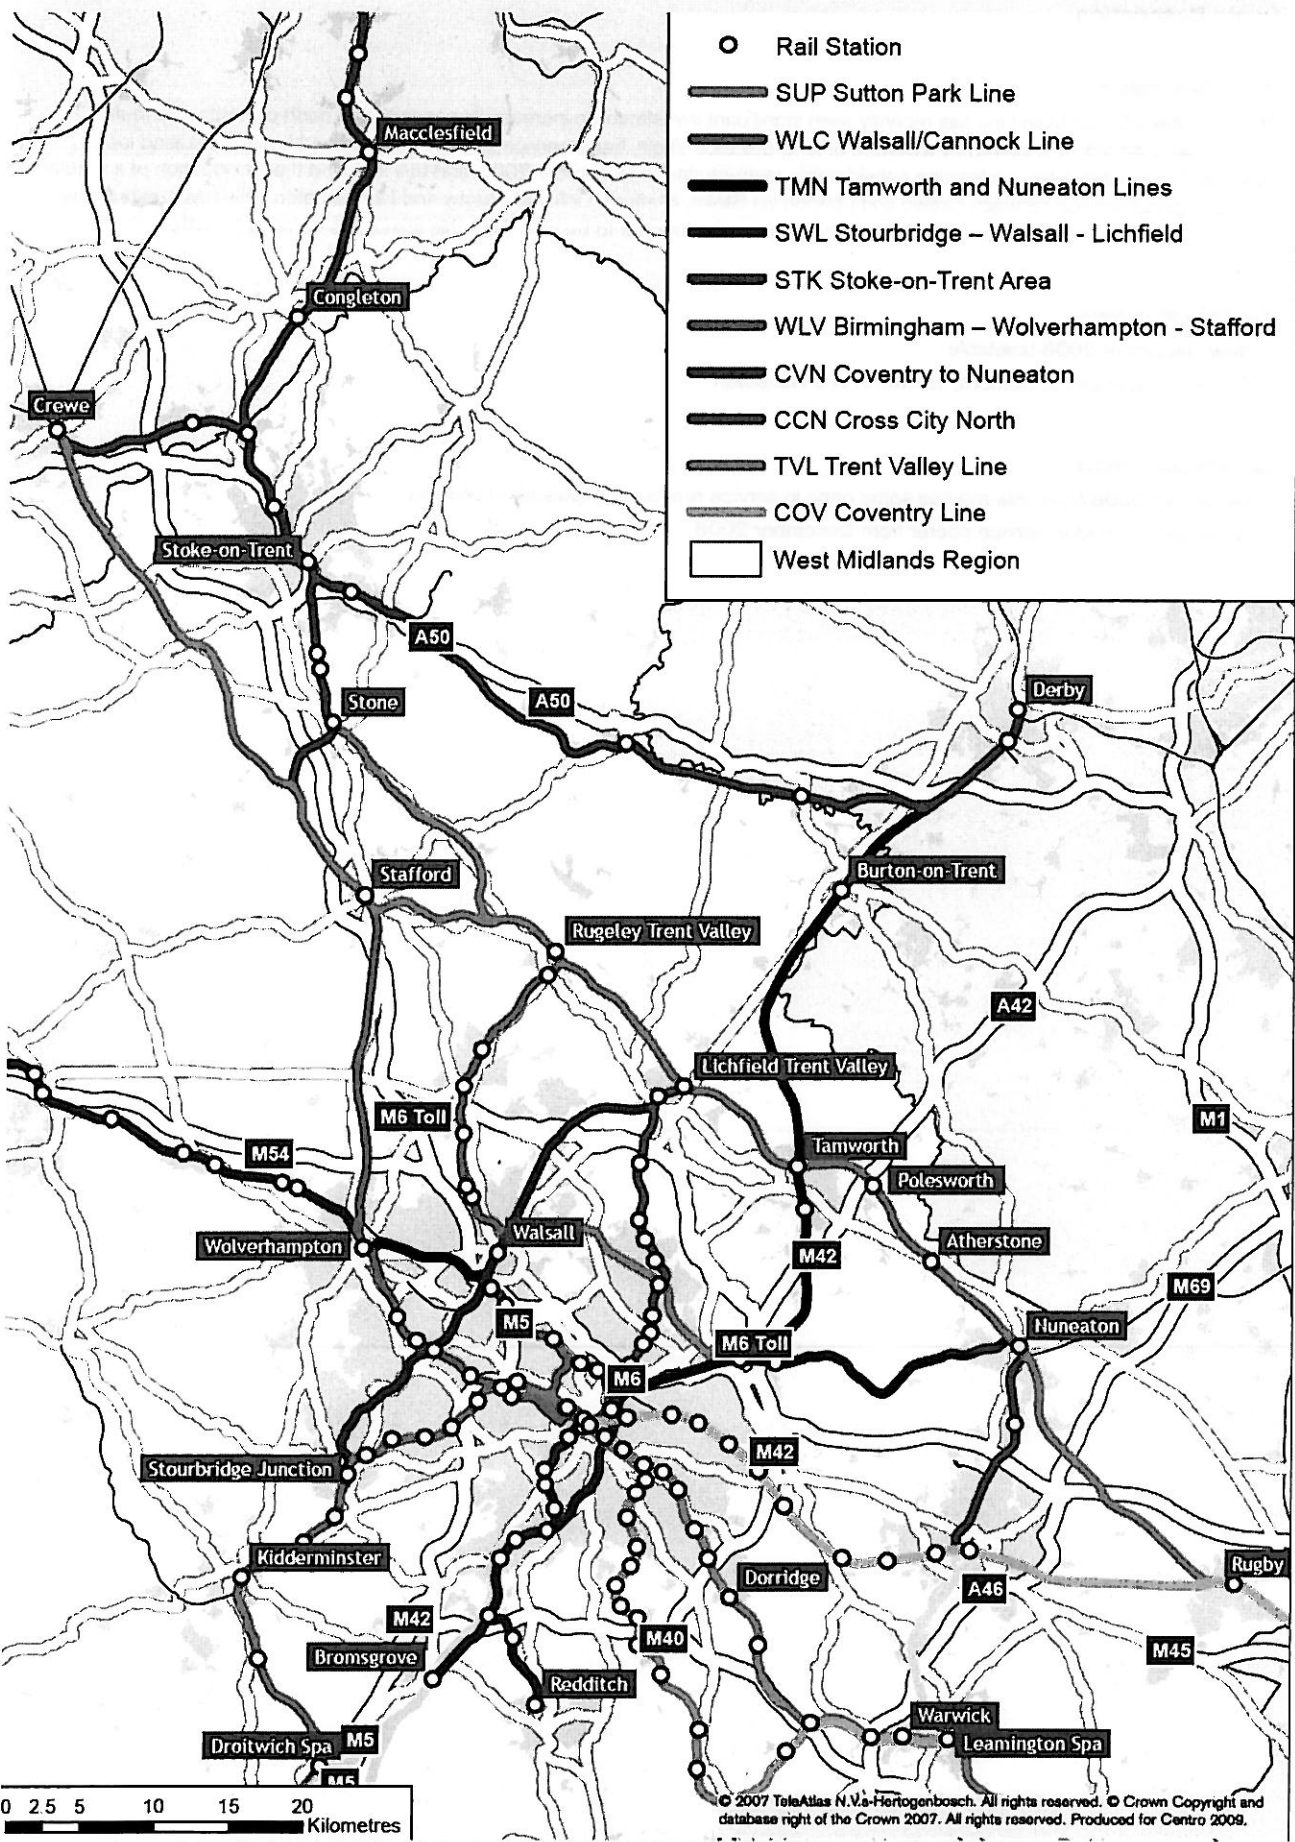 Rail Station
SUP Sutton Park Line
WLC Walsall/Cannock Line
TMN Tamworth and Nuneaton Lines
SWL Stourbridge – Walsall - Lichfield
STK Stoke-on-Trent Area
WLV Birmingham – Wolverhampton - Stafford
CVN Coventry to Nuneaton
CCN Cross City North
TVL Trent Valley Line
COV Coventry Line
West Midlands Region
Macclesfield
Congleton
Crewe
Stoke-on-Trent
A50
A50
Derby
Stone
Stafford
Burton-on-Trent
Rugeley Trent Valley
A42
Lichfield Trent Valley
M6 Toll
M1
M54
Tamworth
Polesworth
Wolverhampton
Walsall
M42
Atherstone
M69
M5
M6 Toll
Nuneaton
M6
M42
Stourbridge Junction
Kidderminster
Dorridge
A46
Rugby
M42
M40
M45
Bromsgrove
Redditch
Warwick
Droitwich Spa
M5
Leamington Spa
M5
0 2.5 5 10 15 20
Kilometres
© 2007 TeleAtlas N.V.s-Hertogenbosch. All rights reserved. © Crown Copyright and
database right of the Crown 2007. All rights reserved. Produced for Centro 2009.